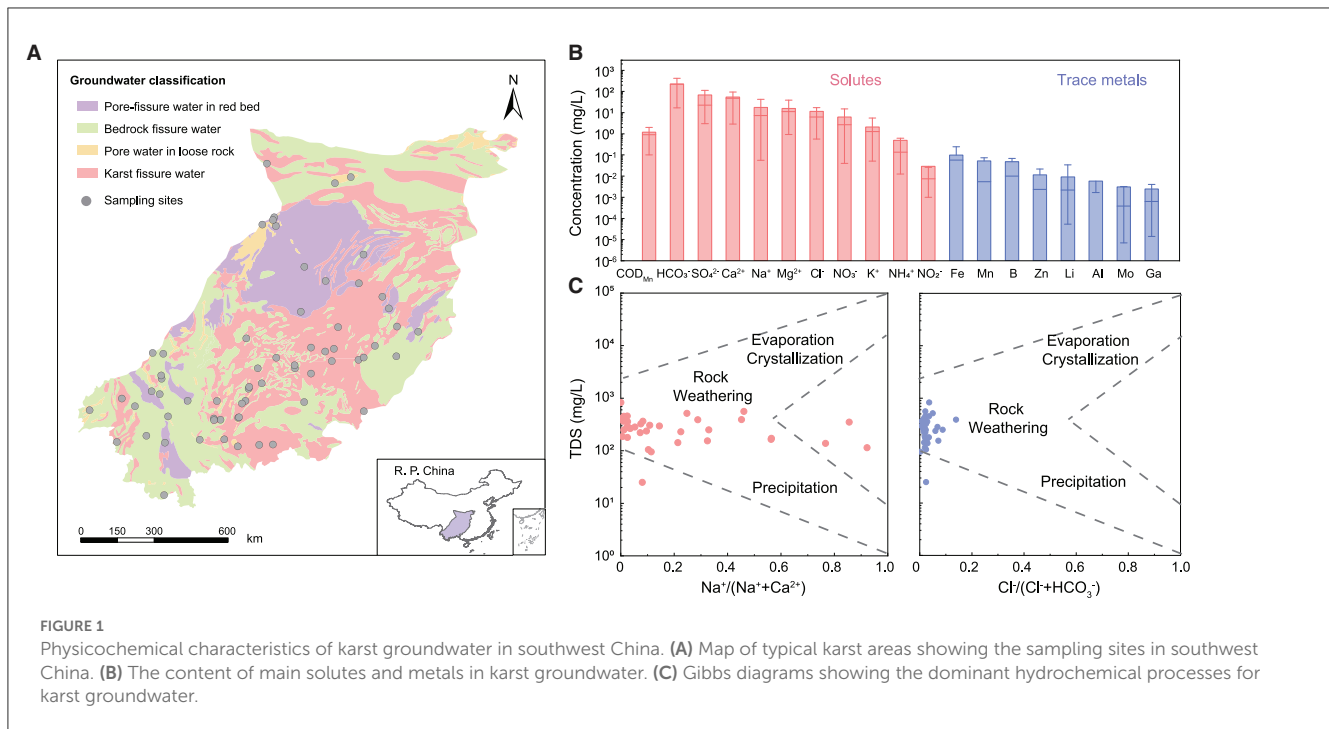 A
Groundwater classification
Pore-fissure water in red bed
Bedrock fissure water
Pore water in loose rock
Karst fissure water
Sampling sites
N
R. P. China
0 150 300 600
km
B
Solutes
Trace metals
Concentration (mg/L)
10³
10²
10¹
10⁰
10⁻¹
10⁻²
10⁻³
10⁻⁴
10⁻⁵
10⁻⁶
COD_Mn HCO₃⁻ SO₄²⁻ Ca²⁺ Na⁺ Mg²⁺ Cl⁻ NO₃⁻ K⁺ NH₄⁺ NO₂⁻ Fe Mn B Zn Li Al Mo Ga
C
TDS (mg/L)
10⁵
10⁴
10³
10²
10¹
10⁰
Evaporation
Crystallization
Rock
Weathering
Precipitation
0 0.2 0.4 0.6 0.8 1.0
Na⁺/(Na⁺+Ca²⁺)
Evaporation
Crystallization
Rock
Weathering
Precipitation
0 0.2 0.4 0.6 0.8 1.0
Cl⁻/(Cl⁻+HCO₃⁻)
FIGURE 1
Physicochemical characteristics of karst groundwater in southwest China. (A) Map of typical karst areas showing the sampling sites in southwest
China. (B) The content of main solutes and metals in karst groundwater. (C) Gibbs diagrams showing the dominant hydrochemical processes for
karst groundwater.